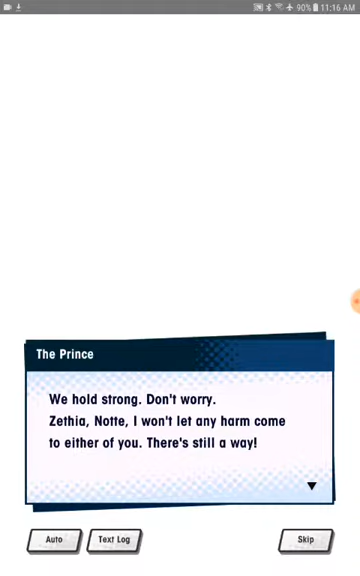 90% 11:16 AM
The Prince
We hold strong. Don't worry.
Zethia, Notte, I won't let any harm come
to either of you. There's still a way!
Auto Text Log Skip